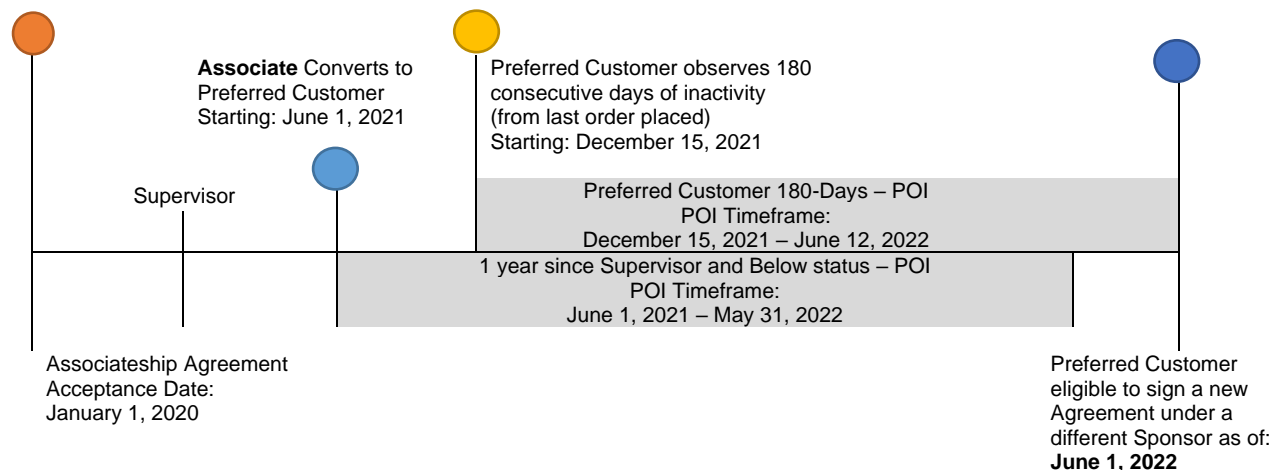 Associate Converts to
Preferred Customer
Starting: June 1, 2021
Preferred Customer observes 180
consecutive days of inactivity
(from last order placed)
Starting: December 15, 2021
Supervisor
Preferred Customer 180-Days – POI
POI Timeframe:
December 15, 2021 – June 12, 2022
1 year since Supervisor and Below status – POI
POI Timeframe:
June 1, 2021 – May 31, 2022
Associateship Agreement
Acceptance Date:
January 1, 2020
Preferred Customer
eligible to sign a new
Agreement under a
different Sponsor as of:
June 1, 2022